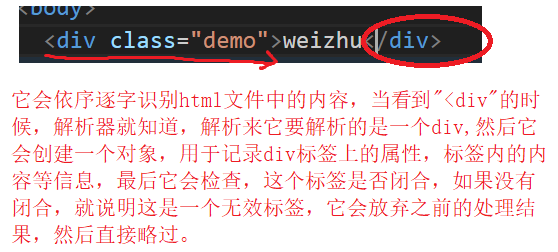 <body>
<div class="demo">weizhu</div>
它会依序逐字识别html文件中的内容，当看到"<div"的时
候，解析器就知道，解析来它要解析的是一个div,然后它
会创建一个对象，用于记录div标签上的属性，标签内的内
容等信息，最后它会检查，这个标签是否闭合，如果没有
闭合，就说明这是一个无效标签，它会放弃之前的处理结
果，然后直接略过。